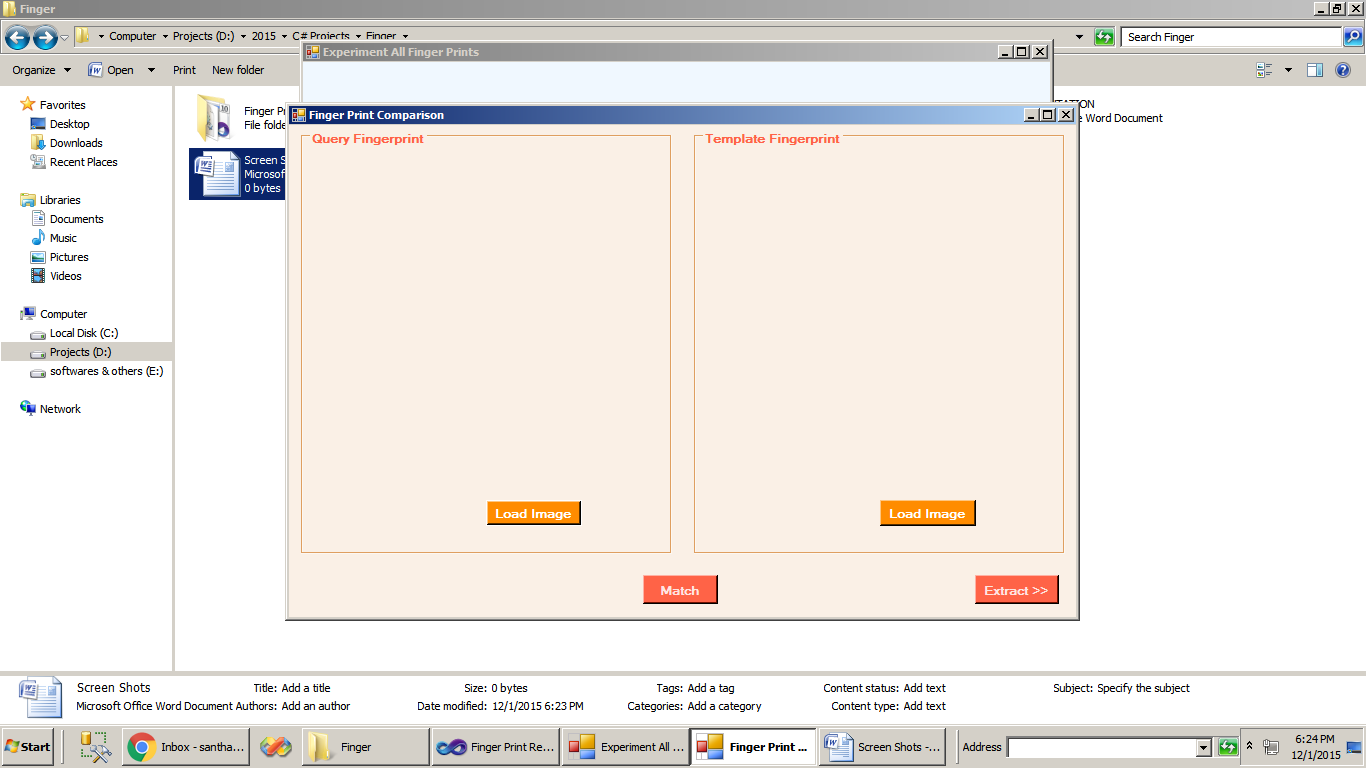 Finger
Computer Projects (D:) 2015 C# Projects Finger
Search Finger
Organize Open Print New folder
Experiment All Finger Prints
Favorites
Desktop
Downloads
Recent Places
Libraries
Documents
Music
Pictures
Videos
Computer
Local Disk (C:)
Projects (D:)
softwares & others (E:)
Network
Finger
File folde
Screen S
Microsof
0 bytes
Word Document
Finger Print Comparison
Query Fingerprint
Template Fingerprint
Load Image
Load Image
Match
Extract >>
Screen Shots Title: Add a title Size: 0 bytes Tags: Add a tag Content status: Add text Subject: Specify the subject
Microsoft Office Word Document Authors: Add an author Date modified: 12/1/2015 6:23 PM Categories: Add a category Content type: Add text
Start Inbox - santha... Finger Finger Print Re... Experiment All ... Finger Print ... Screen Shots -... Address 6:24 PM
12/1/2015